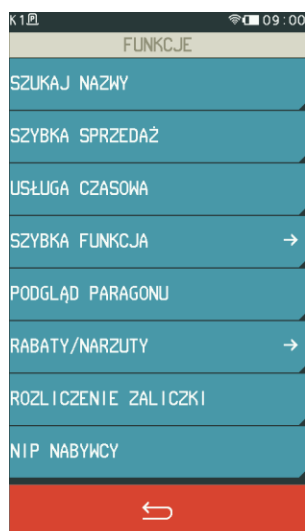 K1P 09:00
FUNKCJE
SZUKAJ NAZWY
SZYBKA SPRZEDAŻ
USŁUGA CZASOWA
SZYBKA FUNKCJA →
PODGLĄD PARAGONU
RABATY/NARZUTY →
ROZLICZENIE ZALICZKI
NIP NABYWCY